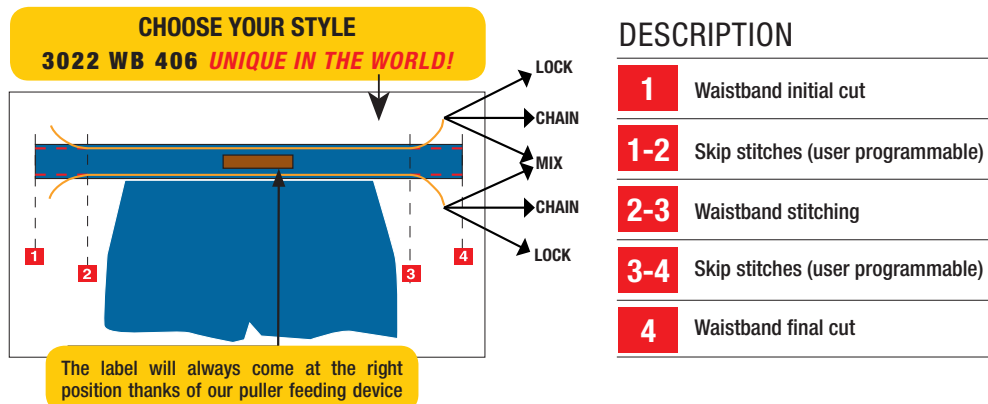 CHOOSE YOUR STYLE
3022 WB 406 UNIQUE IN THE WORLD!
LOCK
CHAIN
MIX
CHAIN
LOCK
1
2
3
4
The label will always come at the right
position thanks of our puller feeding device
DESCRIPTION
1 Waistband initial cut
1-2 Skip stitches (user programmable)
2-3 Waistband stitching
3-4 Skip stitches (user programmable)
4 Waistband final cut